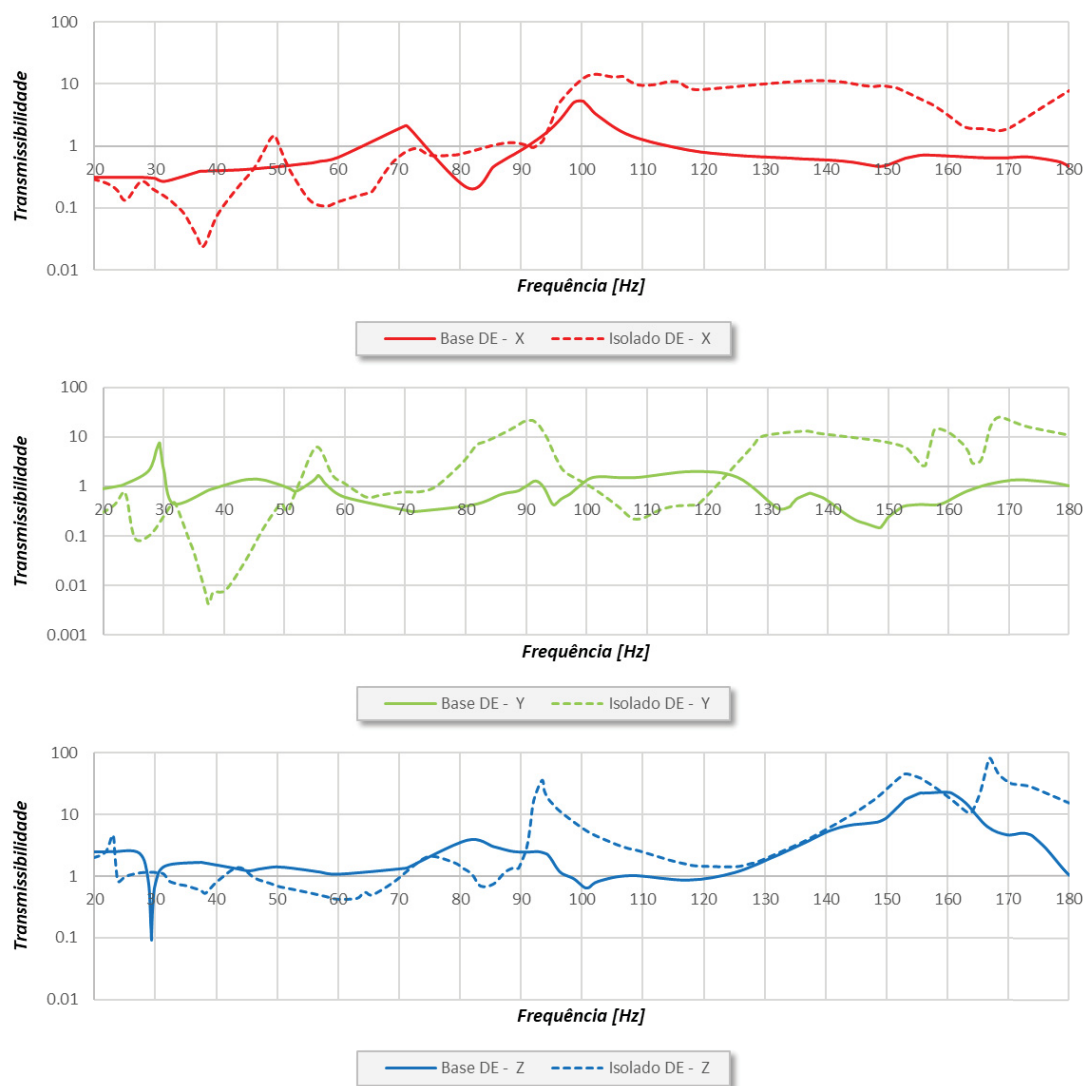 100
10
1
0.1
0.01
Transmissibilidade
20 30 40 50 60 70 80 90 100 110 120 130 140 150 160 170 180
Frequência [Hz]
Base DE - X Isolado DE - X
100
10
1
0.1
0.01
0.001
Transmissibilidade
20 30 40 50 60 70 80 90 100 110 120 130 140 150 160 170 180
Frequência [Hz]
Base DE - Y Isolado DE - Y
100
10
1
0.1
0.01
Transmissibilidade
20 30 40 50 60 70 80 90 100 110 120 130 140 150 160 170 180
Frequência [Hz]
Base DE - Z Isolado DE - Z